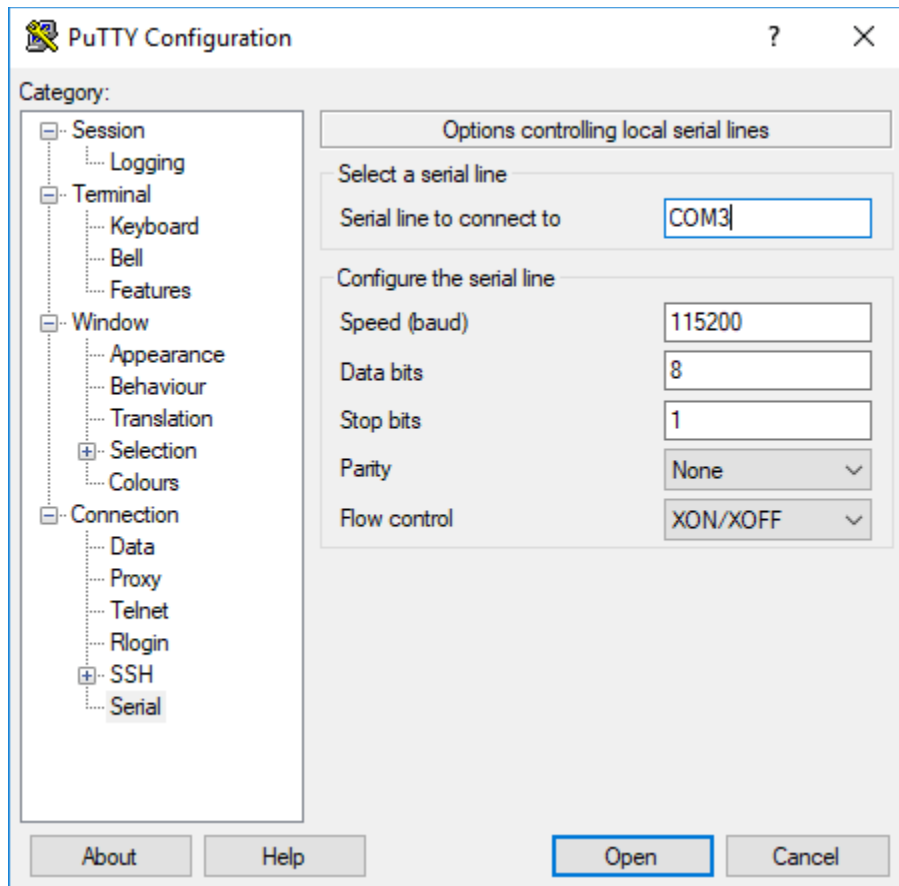 PuTTY Configuration
?
Category:
Session
Logging
Terminal
Keyboard
Bell
Features
Window
Appearance
Behaviour
Translation
Selection
Colours
Connection
Data
Proxy
Telnet
Rlogin
SSH
Serial
Options controlling local serial lines
Select a serial line
Serial line to connect to COM3
Configure the serial line
Speed (baud) 115200
Data bits 8
Stop bits 1
Parity None
Flow control XON/XOFF
About Help Open Cancel